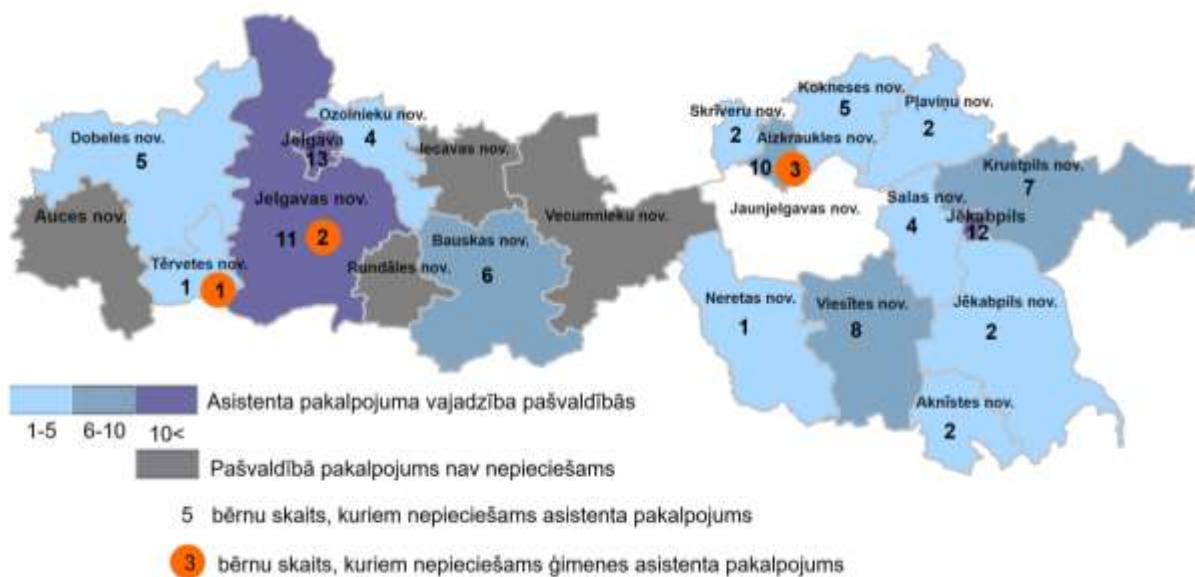 Kokneses nov.
5
Ozolnieku nov.
4
Skrīveru nov.
2
Pļaviņu nov.
2
Dobeles nov.
5
Jelgava
13
Iecavas nov.
Aizkraukles nov.
10
3
Krustpils nov.
7
Auces nov.
Jelgavas nov.
11
2
Vecumnieku nov.
Jaunjelgavas nov.
Salas nov.
4
Jēkabpils
12
Bauskas nov.
6
Tērvetes nov.
1
1
Rundāles nov.
Neretas nov.
1
Viesītes nov.
8
Jēkabpils nov.
2
Aknīstes nov.
2
Asistenta pakalpojuma vajadzība pašvaldībās
1-5 6-10 10<
Pašvaldībā pakalpojums nav nepieciešams
5 bērnu skaits, kuriem nepieciešams asistenta pakalpojums
3 bērnu skaits, kuriem nepieciešams ģimenes asistenta pakalpojums